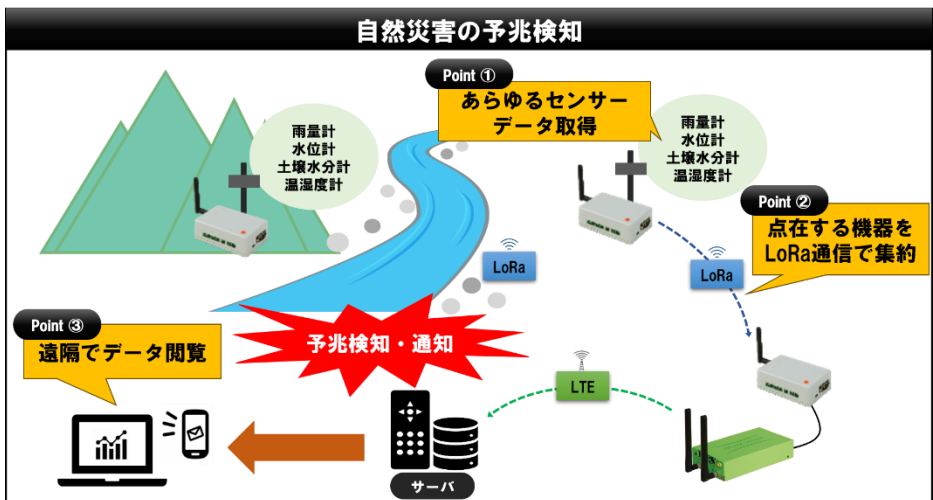 自然災害の予兆検知
Point ①
あらゆるセンサー
データ取得
雨量計
水位計
土壌水分計
温湿度計
雨量計
水位計
土壌水分計
温湿度計
Point ②
点在する機器を
LoRa通信で集約
LoRa
LoRa
Point ③
遠隔でデータ閲覧
予兆検知・通知
LTE
サーバ